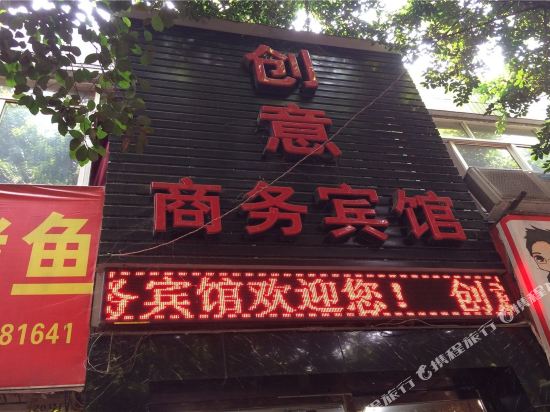 创
意
商务宾馆
务宾馆欢迎您! 创意
鱼
81641
携程旅行